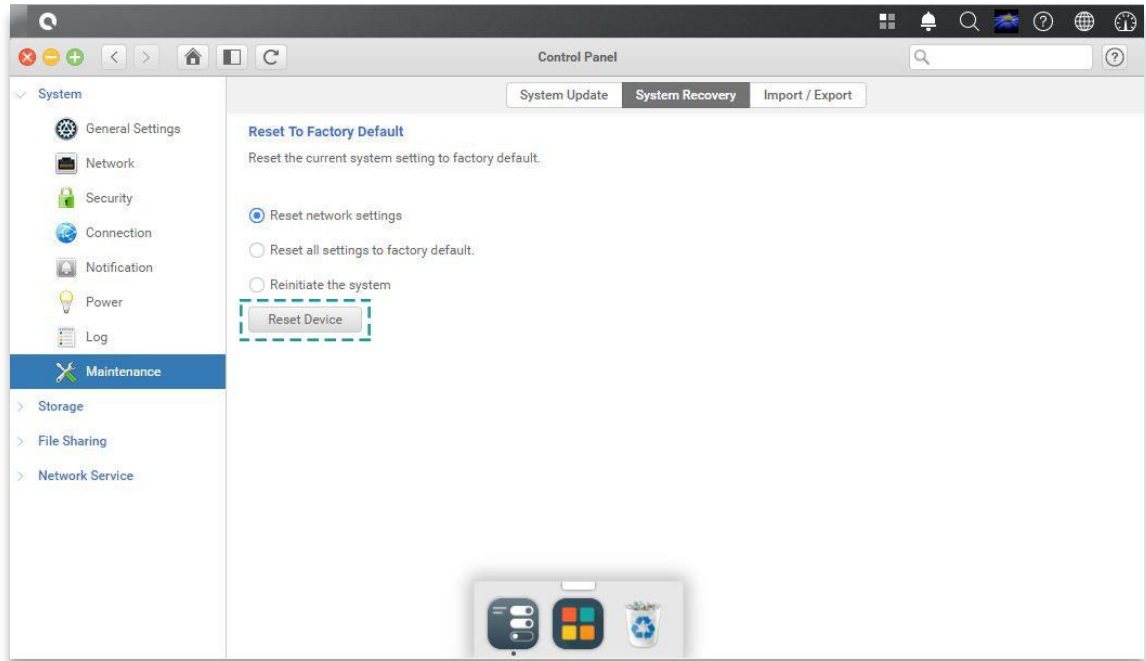 Control Panel
System
General Settings
Network
Security
Connection
Notification
Power
Log
Maintenance
Storage
File Sharing
Network Service
System Update
System Recovery
Import / Export
Reset To Factory Default
Reset the current system setting to factory default.
Reset network settings
Reset all settings to factory default.
Reinitiate the system
Reset Device